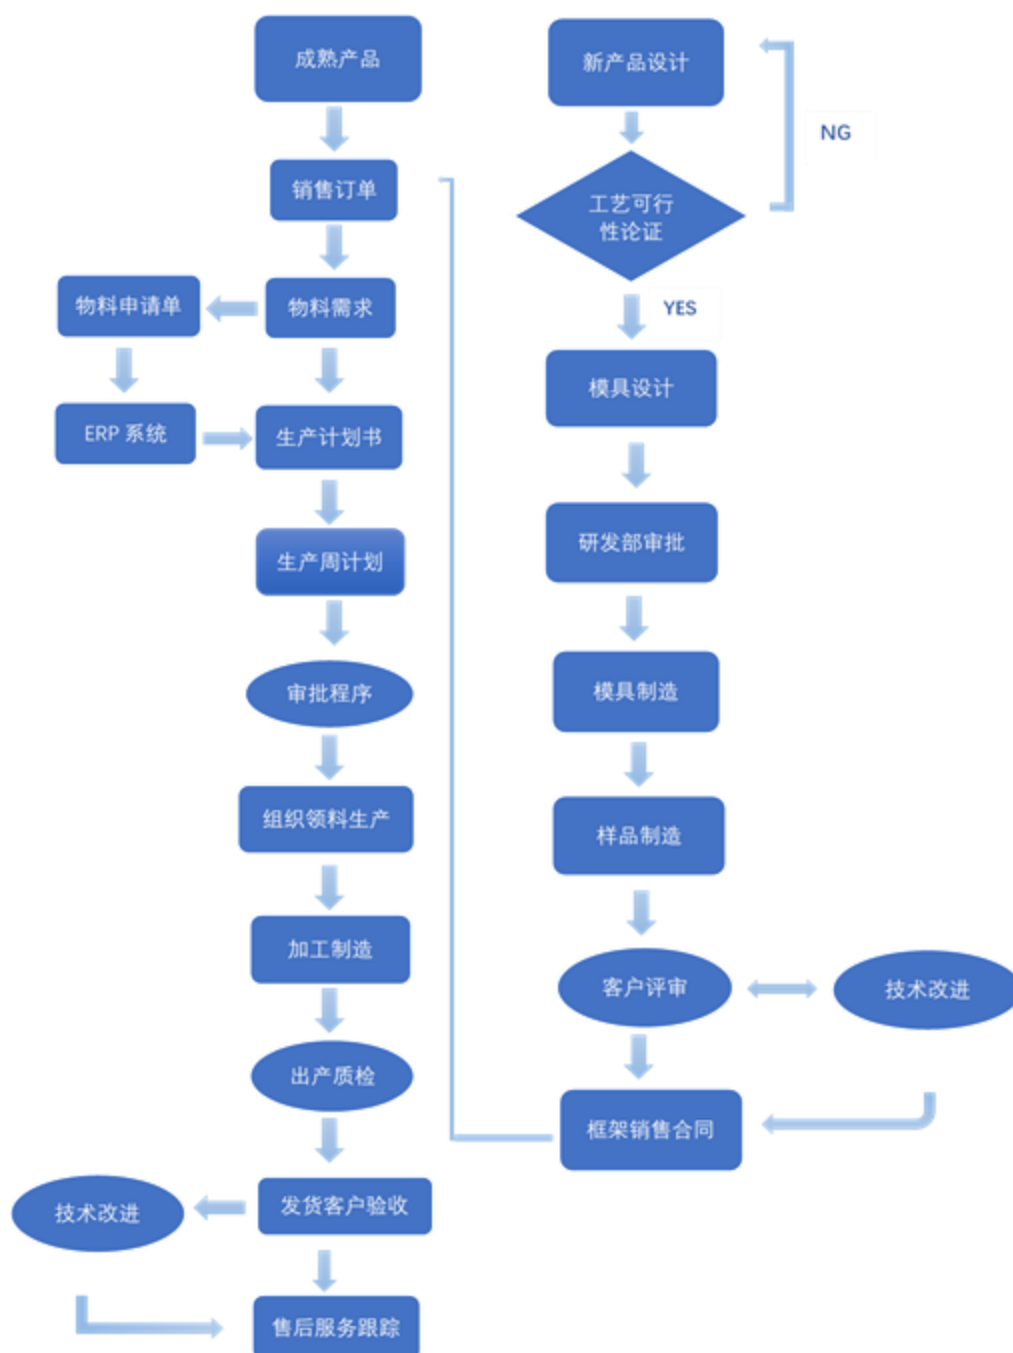 成熟产品
销售订单
物料申请单
物料需求
ERP 系统
生产计划书
生产周计划
审批程序
组织领料生产
加工制造
出产质检
技术改进
发货客户验收
售后服务跟踪
新产品设计
NG
工艺可行
性论证
YES
模具设计
研发部审批
模具制造
样品制造
客户评审
技术改进
框架销售合同